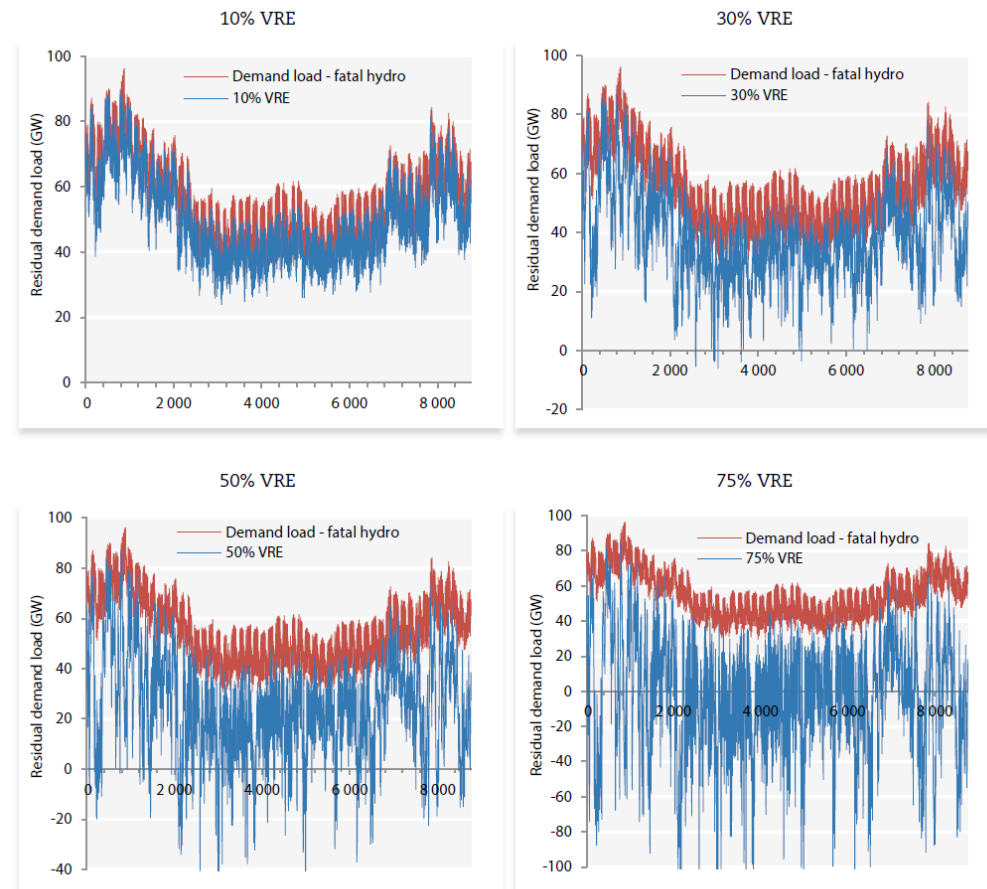 10% VRE
100
80
60
40
20
0
Residual demand load (GW)
Demand load - fatal hydro
10% VRE
0 2 000 4 000 6 000 8 000
30% VRE
100
80
60
40
20
0
-20
Residual demand load (GW)
Demand load - fatal hydro
30% VRE
0 2 000 4 000 6 000 8 000
50% VRE
100
80
60
40
20
0
-20
-40
Residual demand load (GW)
Demand load - fatal hydro
50% VRE
0 2 000 4 000 6 000 8 000
75% VRE
100
80
60
40
20
0
-20
-40
-60
-80
-100
Residual demand load (GW)
Demand load - fatal hydro
75% VRE
0 2 000 4 000 6 000 8 000